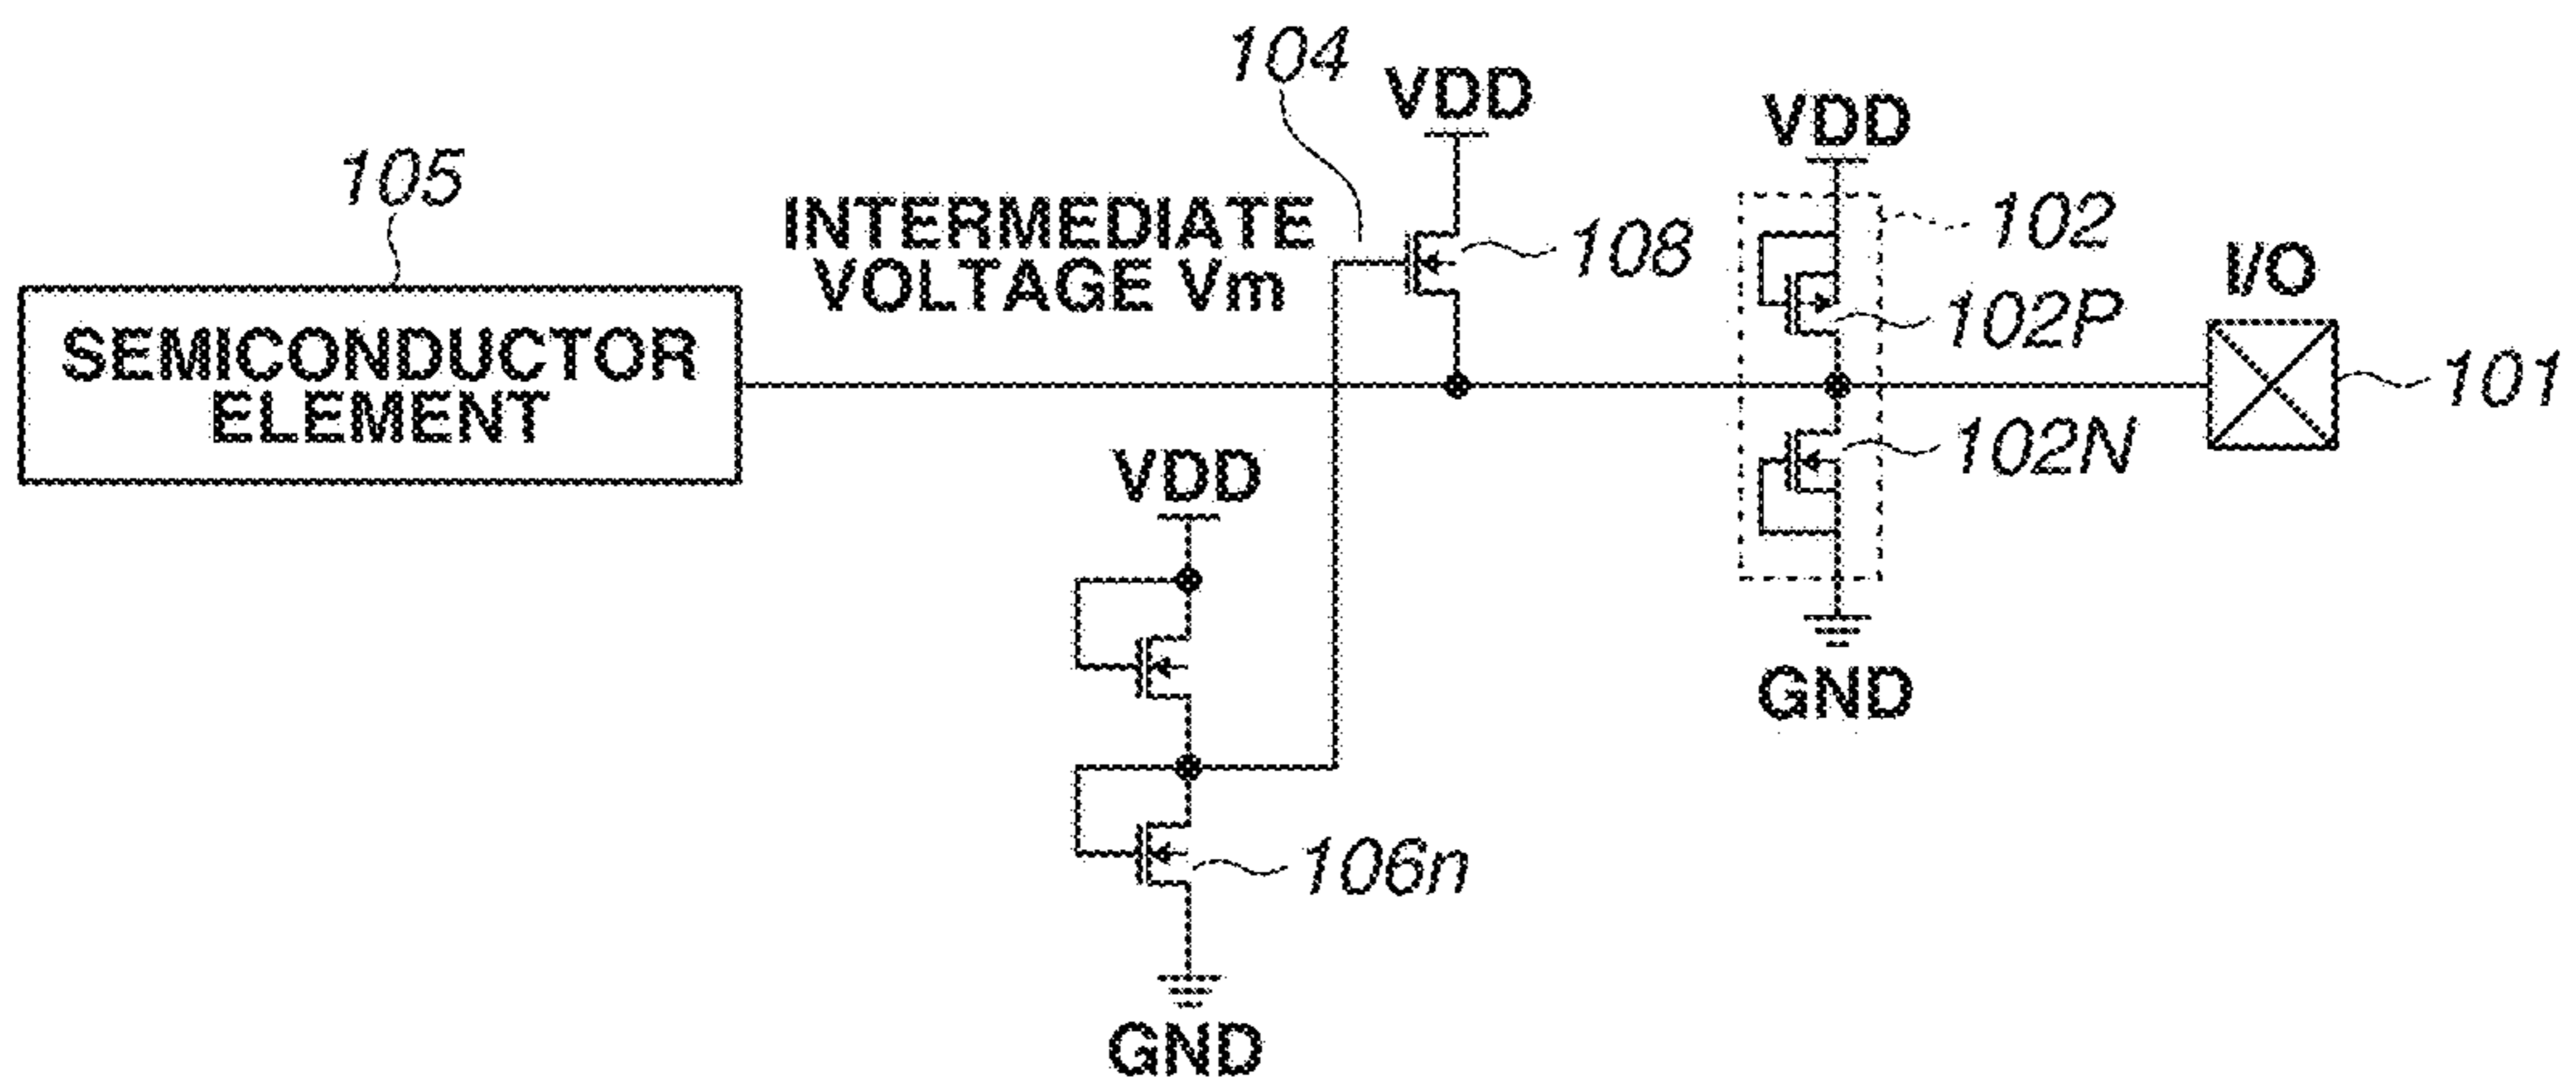 104
VDD
VDD
105
102
INTERMEDIATE
VOLTAGE Vm
108
I/O
102P
SEMICONDUCTOR
ELEMENT
101
102N
VDD
GND
106n
GND